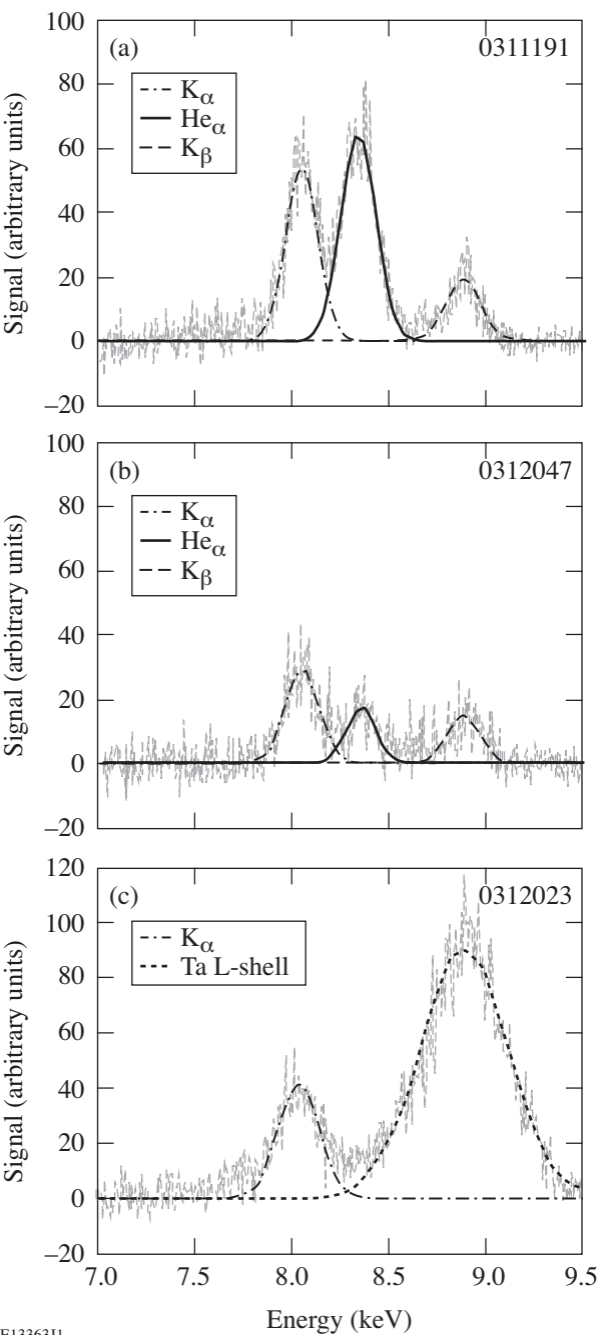 (a) 0311191
Kα
Heα
Kβ
100
80
60
40
20
0
–20
Signal (arbitrary units)
(b) 0312047
Kα
Heα
Kβ
100
80
60
40
20
0
–20
Signal (arbitrary units)
(c) 0312023
Kα
Ta L-shell
120
100
80
60
40
20
0
–20
Signal (arbitrary units)
7.0 7.5 8.0 8.5 9.0 9.5
Energy (keV)